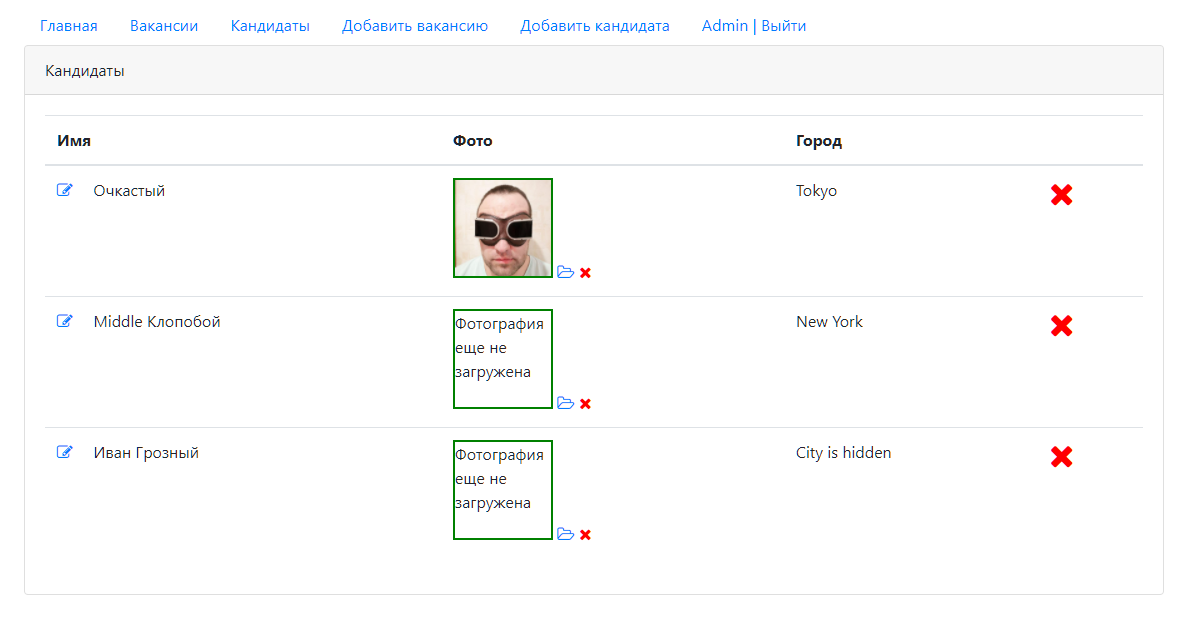 Главная Вакансии Кандидаты Добавить вакансию Добавить кандидата Admin | Выйти
Кандидаты
Имя Фото Город
Очкастый Tokyo
Middle Клопобой New York
Фотография
еще не
загружена
Иван Грозный City is hidden
Фотография
еще не
загружена